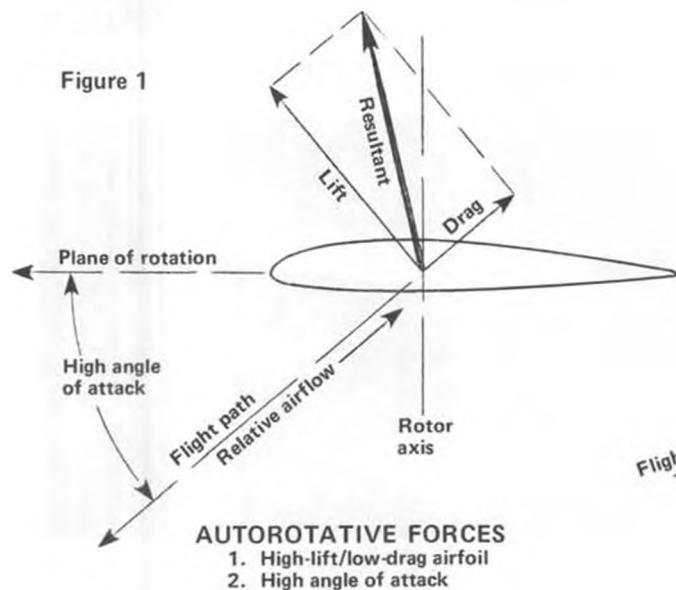 Figure 1
Resultant
Lift
Drag
Plane of rotation
High angle
of attack
Flight path
Relative airflow
Rotor
axis
Fligh
AUTOROTATIVE FORCES
1. High-lift/low-drag airfoil
2. High angle of attack